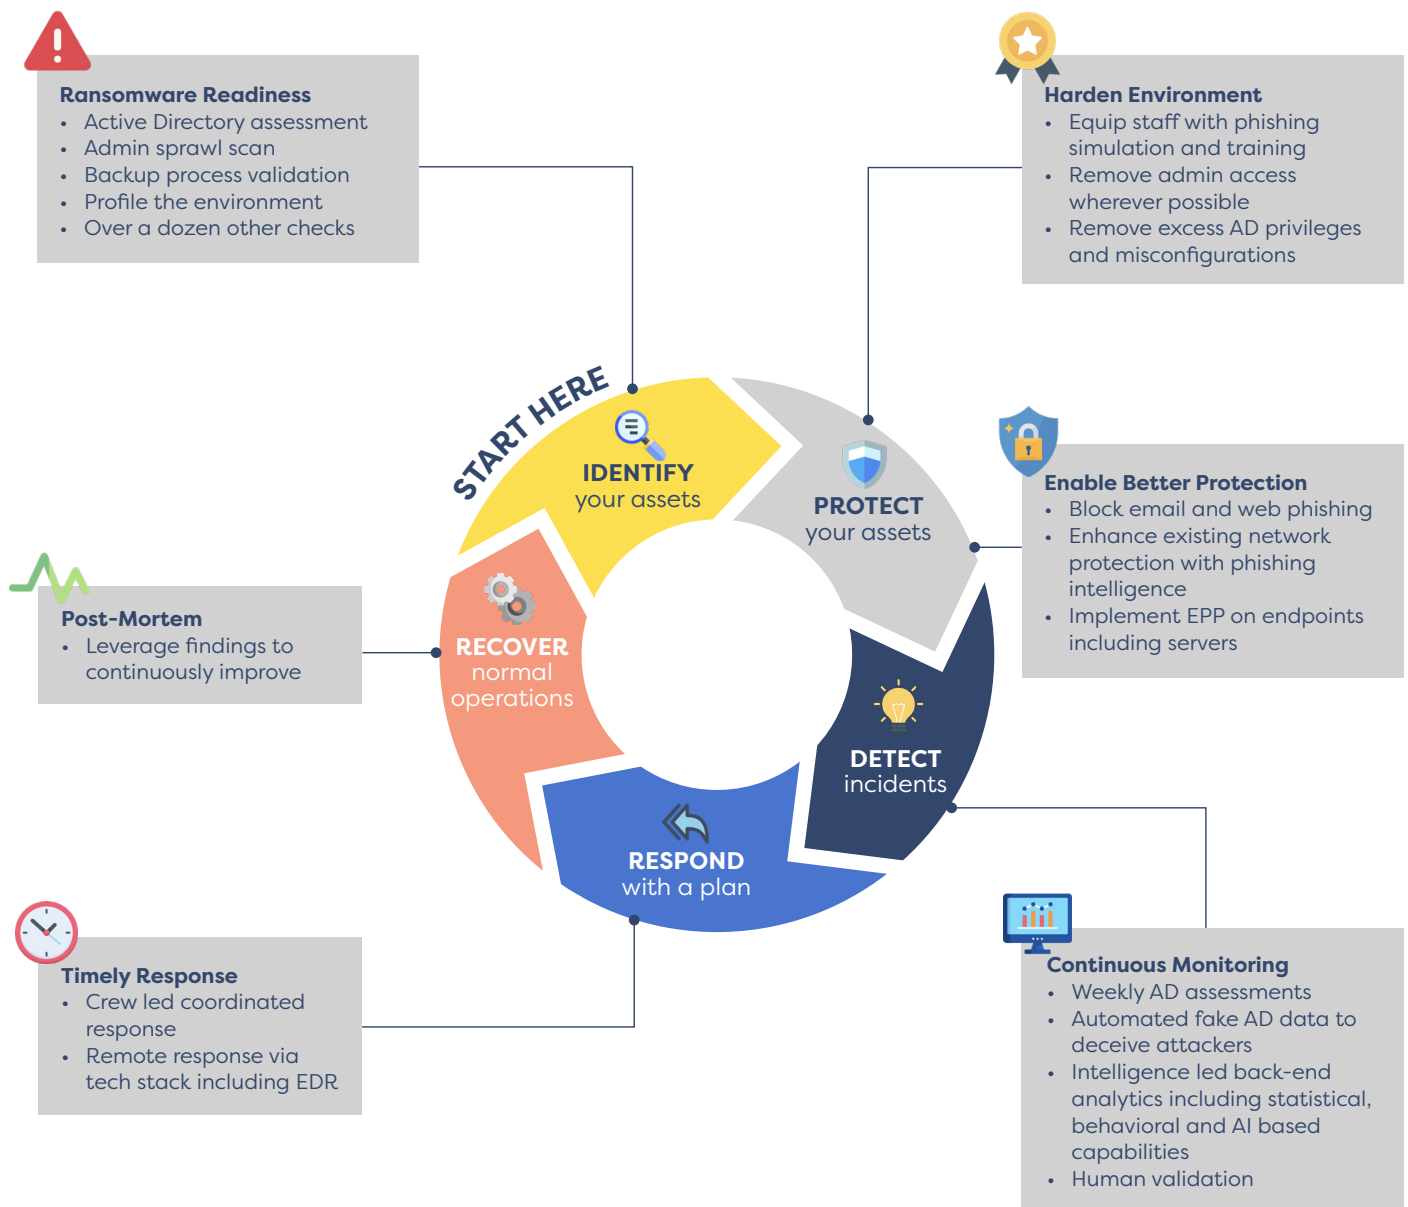 Ransomware Readiness
• Active Directory assessment
• Admin sprawl scan
• Backup process validation
• Profile the environment
• Over a dozen other checks
Harden Environment
• Equip staff with phishing
simulation and training
• Remove admin access
wherever possible
• Remove excess AD privileges
and misconfigurations
START HERE
IDENTIFY
your assets
PROTECT
your assets
Enable Better Protection
• Block email and web phishing
• Enhance existing network
protection with phishing
intelligence
• Implement EPP on endpoints
including servers
Post-Mortem
• Leverage findings to
continuously improve
RECOVER
normal
operations
DETECT
incidents
RESPOND
with a plan
Timely Response
• Crew led coordinated
response
• Remote response via
tech stack including EDR
Continuous Monitoring
• Weekly AD assessments
• Automated fake AD data to
deceive attackers
• Intelligence led back-end
analytics including statistical,
behavioral and AI based
capabilities
• Human validation